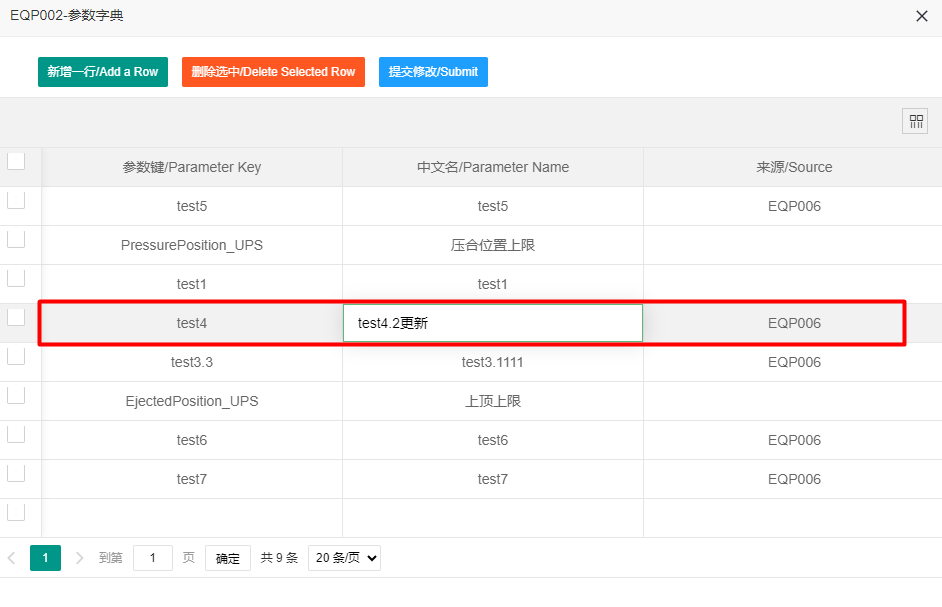 EQP002-参数字典
新增一行/Add a Row 删除选中/Delete Selected Row 提交修改/Submit
参数键/Parameter Key 中文名/Parameter Name 来源/Source
test5 test5 EQP006
PressurePosition_UPS 压合位置上限
test1 test1
test4 test4.2更新 EQP006
test3.3 test3.1111 EQP006
EjectedPosition_UPS 上顶上限
test6 test6 EQP006
test7 test7 EQP006
1 到第 1 页 确定 共 9 条 20 条/页